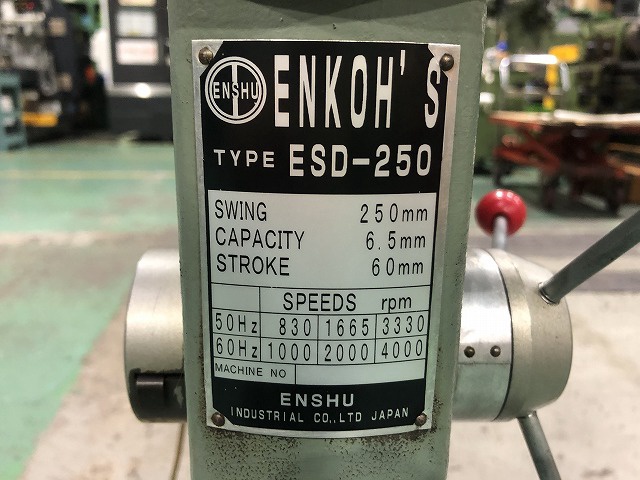 ENSHU
ENKOH'S
TYPE ESD-250
SWING 250mm
CAPACITY 6.5mm
STROKE 60mm
SPEEDS rpm
50Hz 830 1665 3330
60Hz 1000 2000 4000
MACHINE NO
ENSHU
INDUSTRIAL CO.,LTD JAPAN